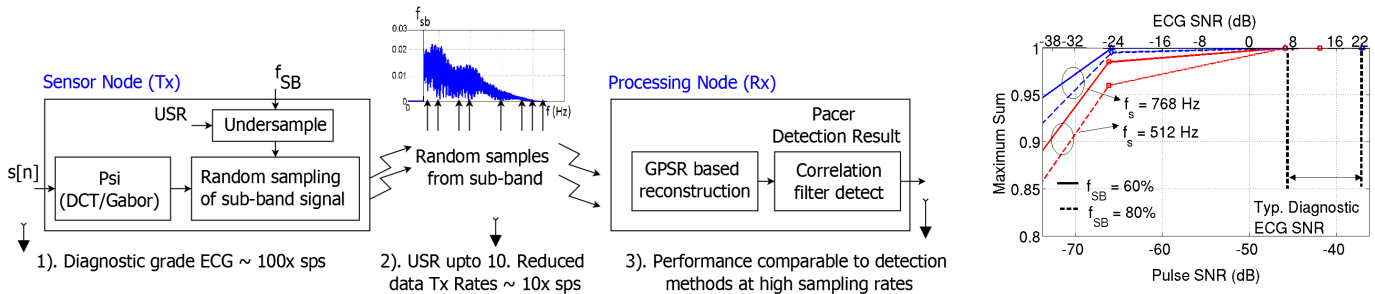 Sensor Node (Tx)
f_SB
USR
Undersample
s[n]
Psi
(DCT/Gabor)
Random sampling
of sub-band signal
1). Diagnostic grade ECG ~ 100x sps
f_sb
0.03
0.02
0.01
0
0
f (Hz)
Random samples
from sub-band
2). USR upto 10. Reduced
data Tx Rates ~ 10x sps
Processing Node (Rx)
Pacer
Detection Result
GPSR based
reconstruction
Correlation
filter detect
3). Performance comparable to detection
methods at high sampling rates
ECG SNR (dB)
-38 -32 -24 -16 -8 0 8 16 22
1
0.95
0.9
0.85
0.8
Maximum Sum
f_s = 768 Hz
f_s = 512 Hz
f_SB = 60%
f_SB = 80%
Typ. Diagnostic
ECG SNR
-70 -60 -50 -40
Pulse SNR (dB)